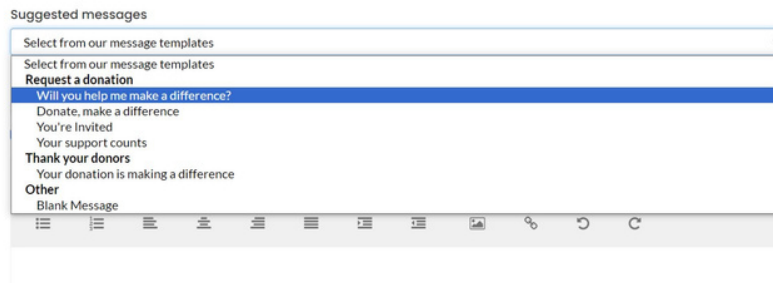 Suggested messages
Select from our message templates
Select from our message templates
Request a donation
Will you help me make a difference?
Donate, make a difference
You're Invited
Your support counts
Thank your donors
Your donation is making a difference
Other
Blank Message